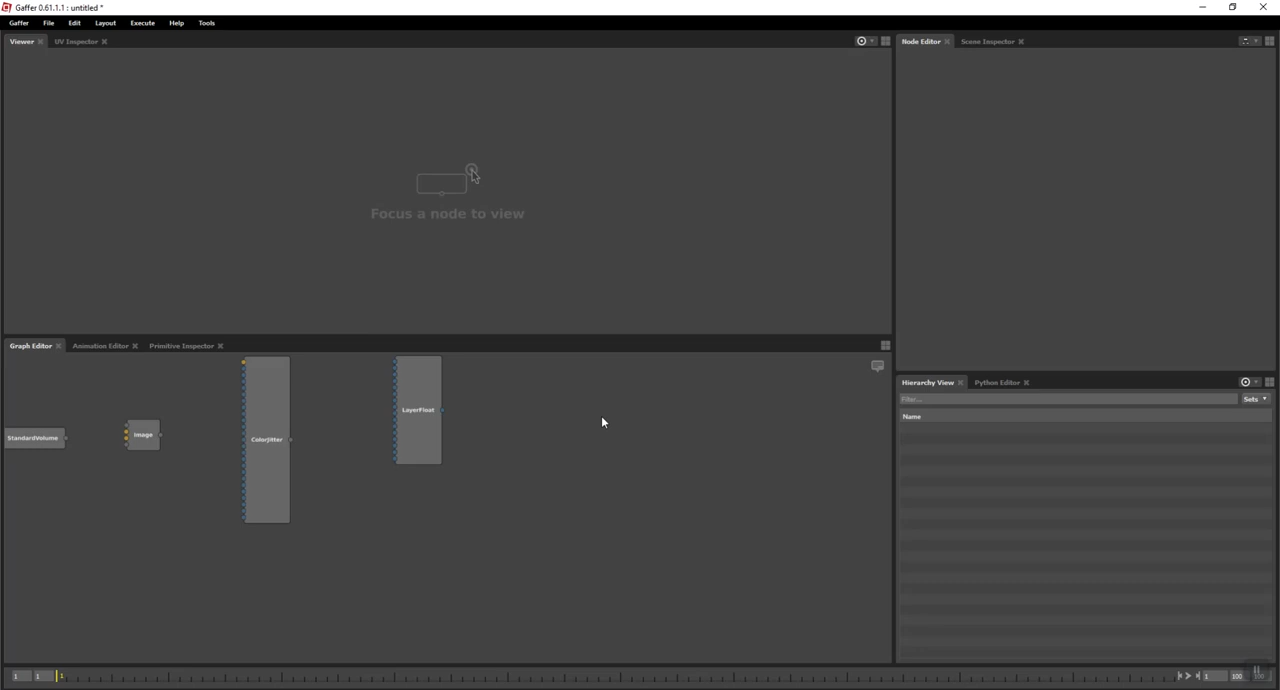 Gaffer 0.61.1.1 : untitled *
Gaffer File Edit Layout Execute Help Tools
Viewer UV Inspector
Focus a node to view
Node Editor Scene Inspector
Graph Editor Animation Editor Primitive Inspector
StandardVolume
Image
ColorJitter
LayerFloat
Hierarchy View Python Editor
Filter... Sets
Name
1 1 1 1 100 100